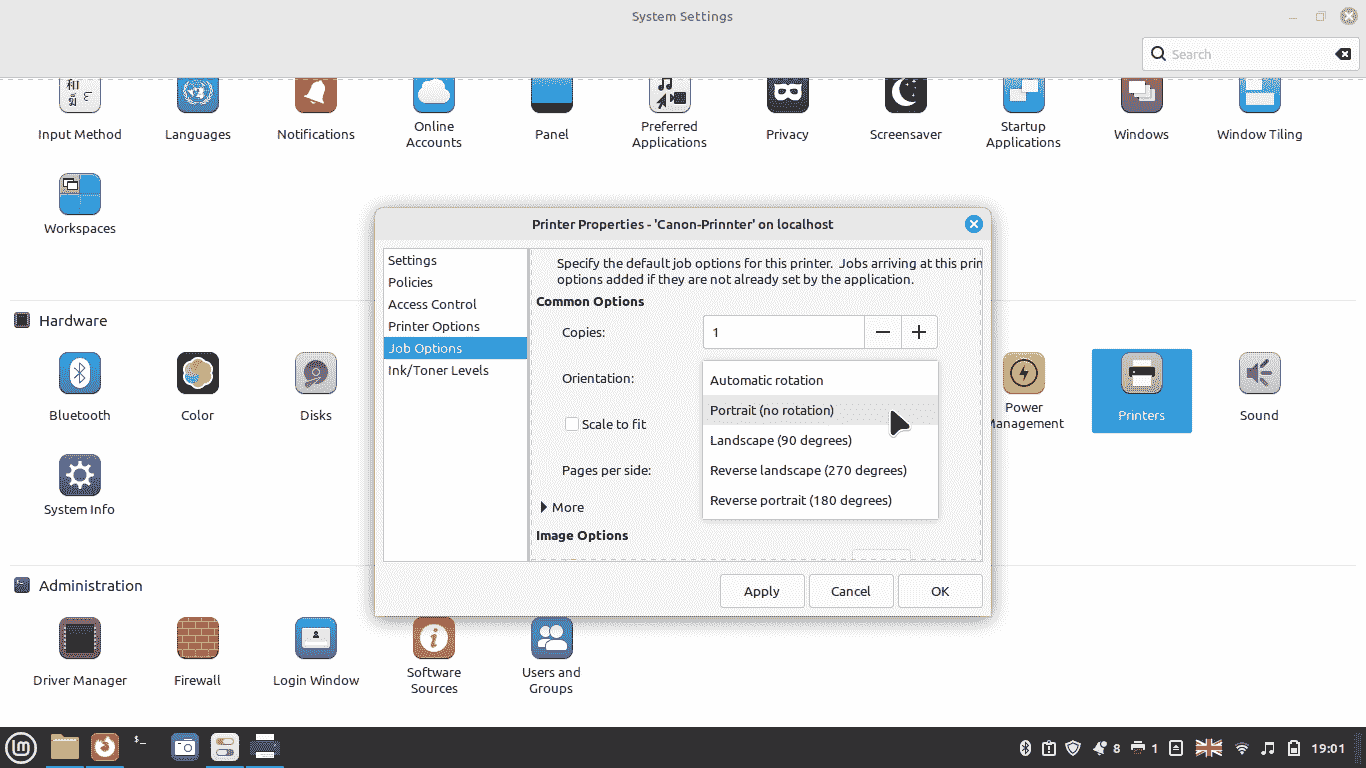 System Settings
Search
Input Method
Languages
Notifications
Online
Accounts
Panel
Preferred
Applications
Privacy
Screensaver
Startup
Applications
Windows
Window Tiling
Workspaces
Hardware
Bluetooth
Color
Disks
Power
Management
Printers
Sound
System Info
Administration
Driver Manager
Firewall
Login Window
Software
Sources
Users and
Groups
Printer Properties - 'Canon-Prinnter' on localhost
Settings
Policies
Access Control
Printer Options
Job Options
Ink/Toner Levels
Specify the default job options for this printer. Jobs arriving at this prin
options added if they are not already set by the application.
Common Options
Copies:
1
Orientation:
Automatic rotation
Portrait (no rotation)
Landscape (90 degrees)
Reverse landscape (270 degrees)
Reverse portrait (180 degrees)
Scale to fit
Pages per side:
More
Image Options
Apply
Cancel
OK
8
1
19:01